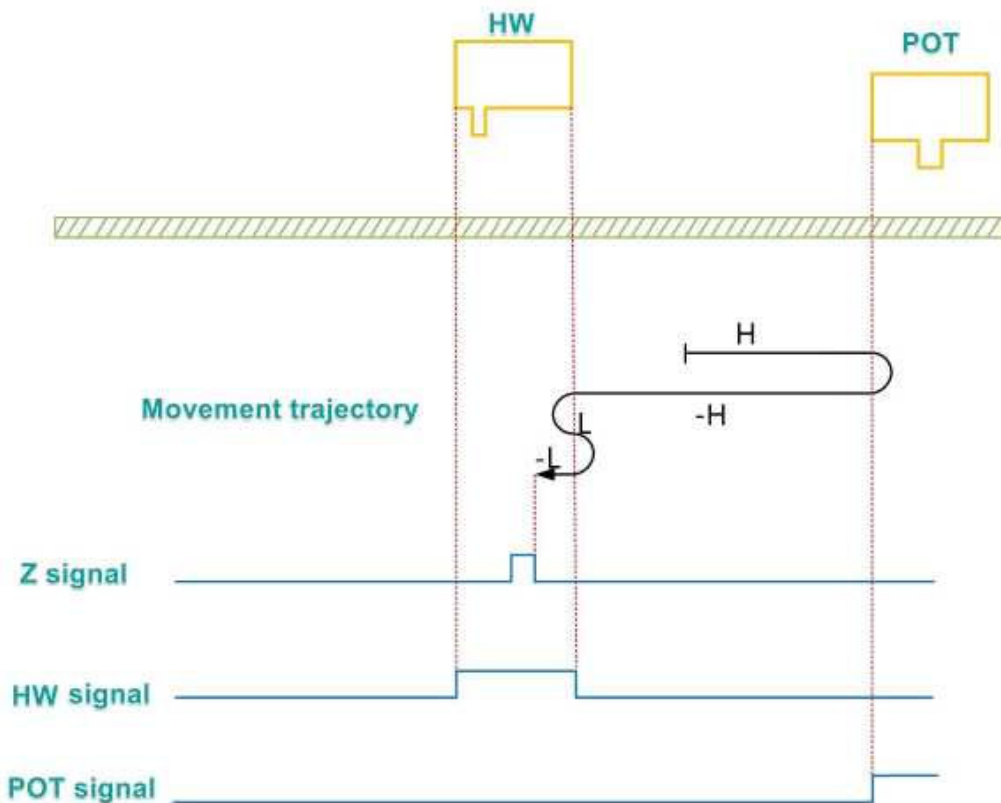 HW
POT
H
Movement trajectory
-H
L
-L
Z signal
HW signal
POT signal